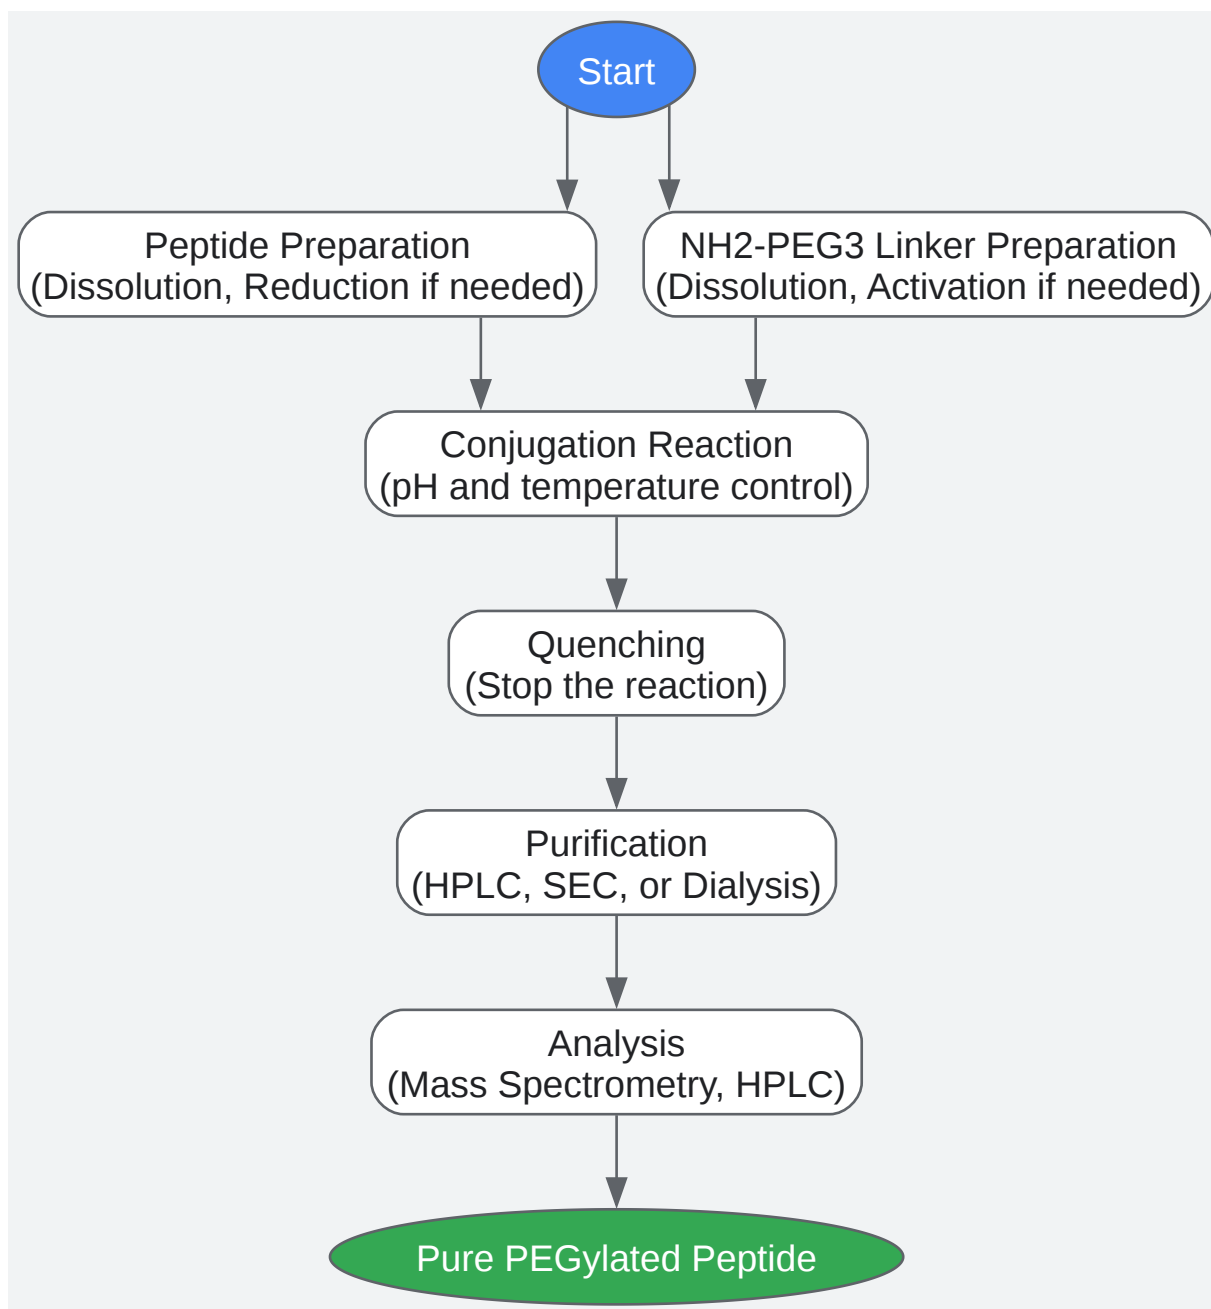 Start
Peptide Preparation
(Dissolution, Reduction if needed)
NH2-PEG3 Linker Preparation
(Dissolution, Activation if needed)
Conjugation Reaction
(pH and temperature control)
Quenching
(Stop the reaction)
Purification
(HPLC, SEC, or Dialysis)
Analysis
(Mass Spectrometry, HPLC)
Pure PEGylated Peptide